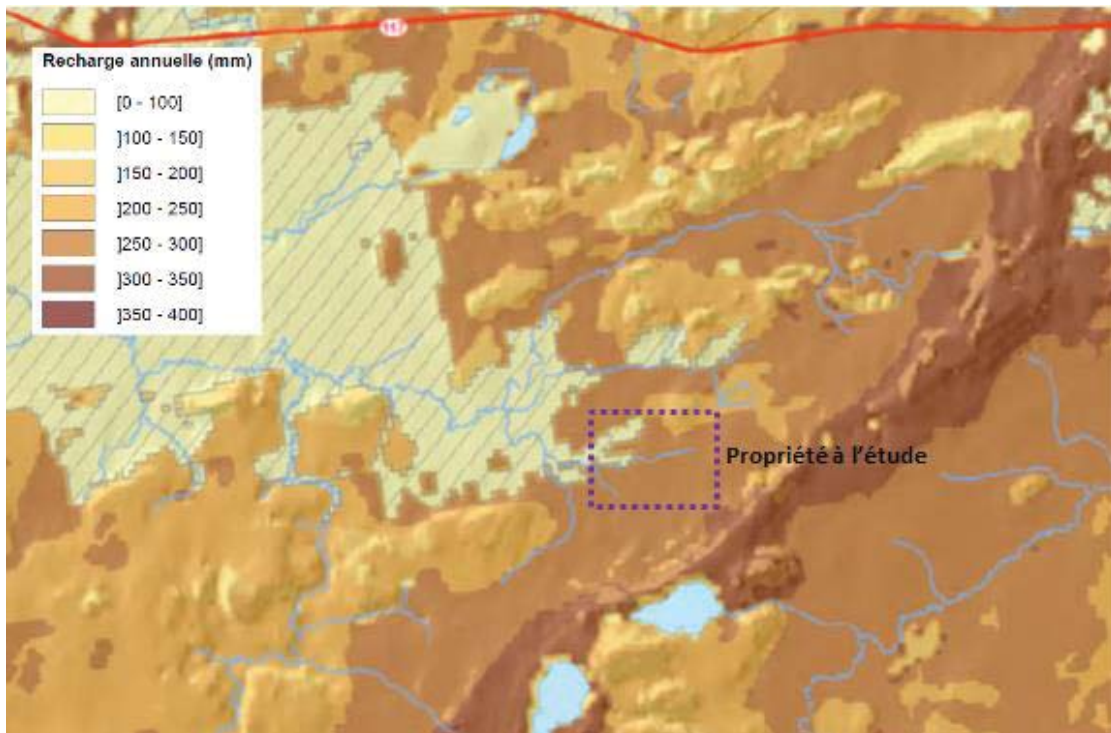 117
Recharge annuelle (mm)
[0 - 100]
]100 - 150]
]150 - 200]
]200 - 250]
]250 - 300]
]300 - 350]
]350 - 400]
Propriété à l'étude